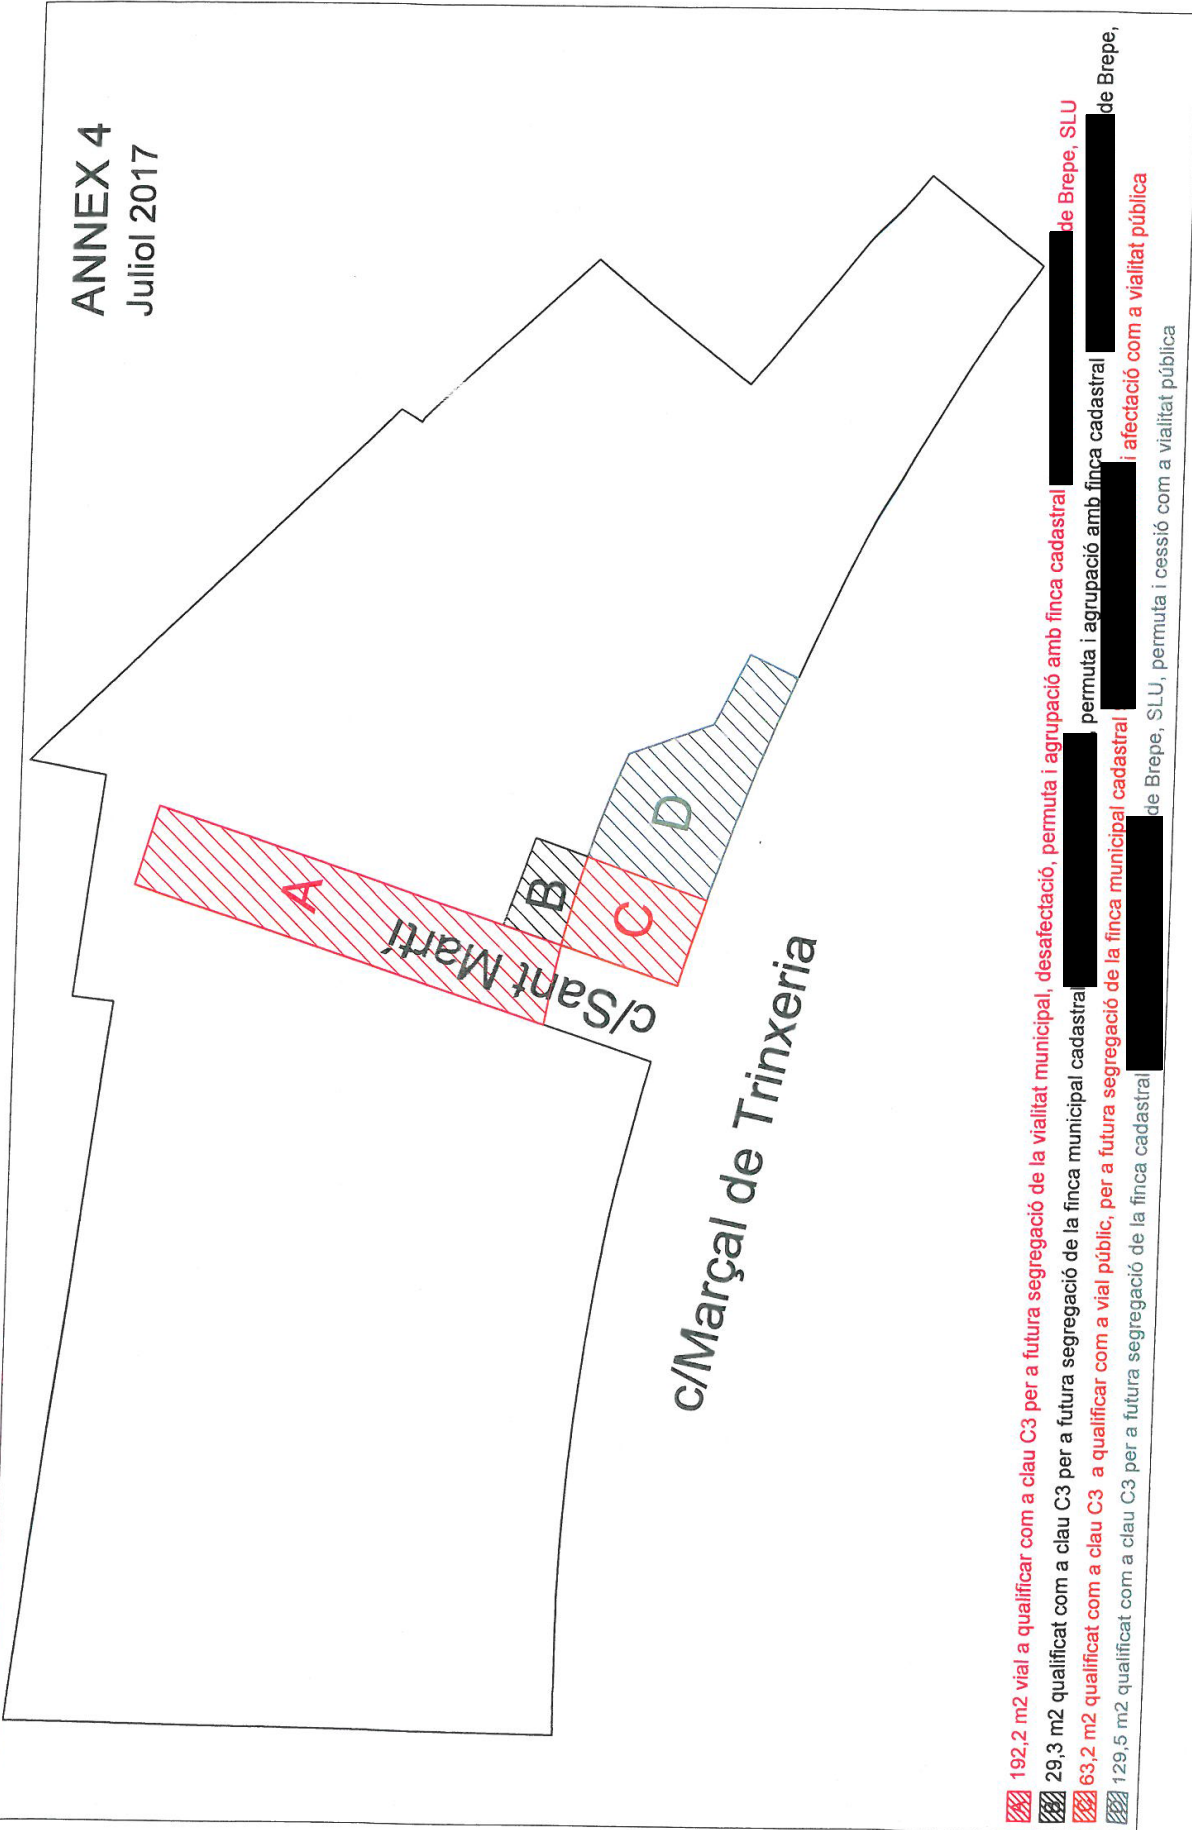 ANNEX 4
Juliol 2017
A
B
C
D
c/Sant Martí
c/Marçal de Trinxeria
A 192,2 m2 vial a qualificar com a clau C3 per a futura segregació de la vialitat municipal, desafectació, permuta i agrupació amb finca cadastral de Brepe, SLU
B 29,3 m2 qualificat com a clau C3 per a futura segregació de la finca municipal cadastral , permuta i agrupació amb finca cadastral de Brepe,
C 63,2 m2 qualificat com a clau C3 a qualificar com a vial públic, per a futura segregació de la finca municipal cadastral i afectació com a vialitat pública
D 129,5 m2 qualificat com a clau C3 per a futura segregació de la finca cadastral de Brepe, SLU, permuta i cessió com a vialitat pública